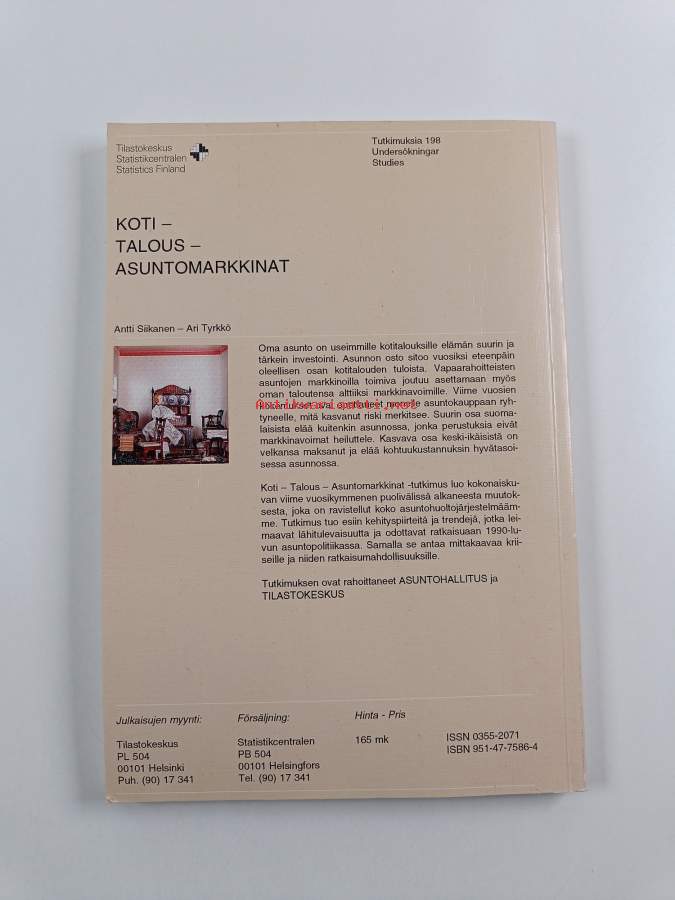 Tilastokeskus
Statistikcentralen
Statistics Finland
Tutkimuksia 198
Undersökningar
Studies
KOTI –
TALOUS –
ASUNTOMARKKINAT
Antti Siikanen – Ari Tyrkkö
Oma asunto on useimmille kotitalouksille elämän suurin ja
tärkein investointi. Asunnon osto sitoo vuosiksi eteenpäin
oleellisen osan kotitalouden tuloista. Vapaarahoitteisten
asuntojen markkinoilla toimiva joutuu asettamaan myös
oman taloutensa alttiiksi markkinavoimille. Viime vuosien
ovat opettaneet monelle asuntokauppaan ryh-
tyneelle, mitä kasvanut riski merkitsee. Suurin osa suoma-
laisista elää kuitenkin asunnossa, jonka perustuksia eivät
markkinavoimat heiluttele. Kasvava osa keski-ikäisistä on
velkansa maksanut ja elää kohtuukustannuksin hyvätasoi-
sessa asunnossa.
Koti – Talous – Asuntomarkkinat -tutkimus luo kokonaisku-
van viime vuosikymmenen puolivälissä alkaneesta muutok-
sesta, joka on ravistellut koko asuntohuoltojärjestelmääm-
me. Tutkimus tuo esiin kehityspiirteitä ja trendejä, jotka lei-
maavat lähitulevaisuutta ja odottavat ratkaisuaan 1990-lu-
vun asuntopolitiikassa. Samalla se antaa mittakaavaa krii-
seille ja niiden ratkaisumahdollisuuksille.
Tutkimuksen ovat rahoittaneet ASUNTOHALLITUS ja
TILASTOKESKUS
Julkaisujen myynti:
Tilastokeskus
PL 504
00101 Helsinki
Puh. (90) 17 341
Försäljning:
Statistikcentralen
PB 504
00101 Helsingfors
Tel. (90) 17 341
Hinta - Pris
165 mk
ISSN 0355-2071
ISBN 951-47-7586-4